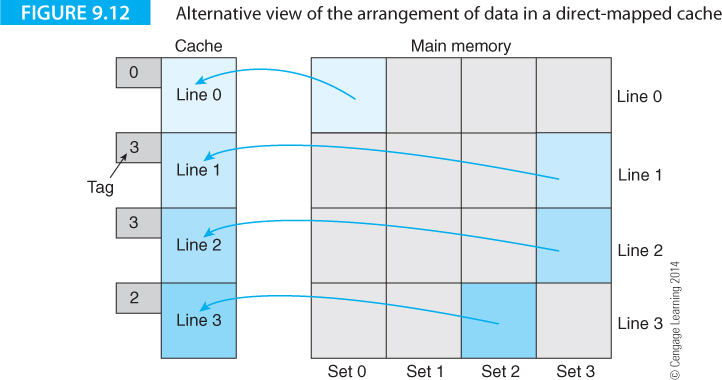 FIGURE 9.12 Alternative view of the arrangement of data in a direct-mapped cache
Cache Main memory
0
Line 0 Line 0
3
Line 1 Line 1
Tag
3
Line 2 Line 2
2
Line 3 Line 3
Set 0 Set 1 Set 2 Set 3
© Cengage Learning 2014